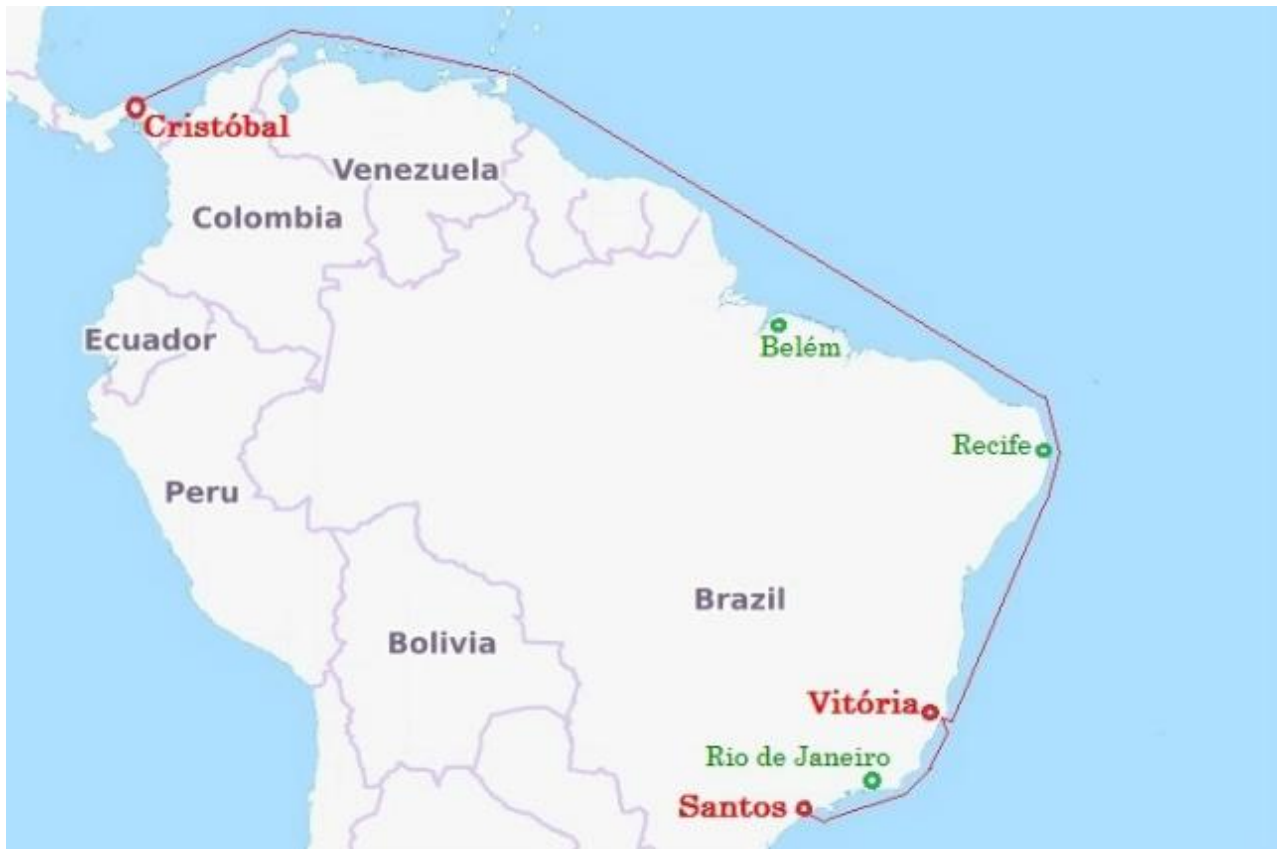 Cristóbal
Venezuela
Colombia
Ecuador
Belém
Recife
Peru
Brazil
Bolivia
Vitória
Rio de Janeiro
Santos